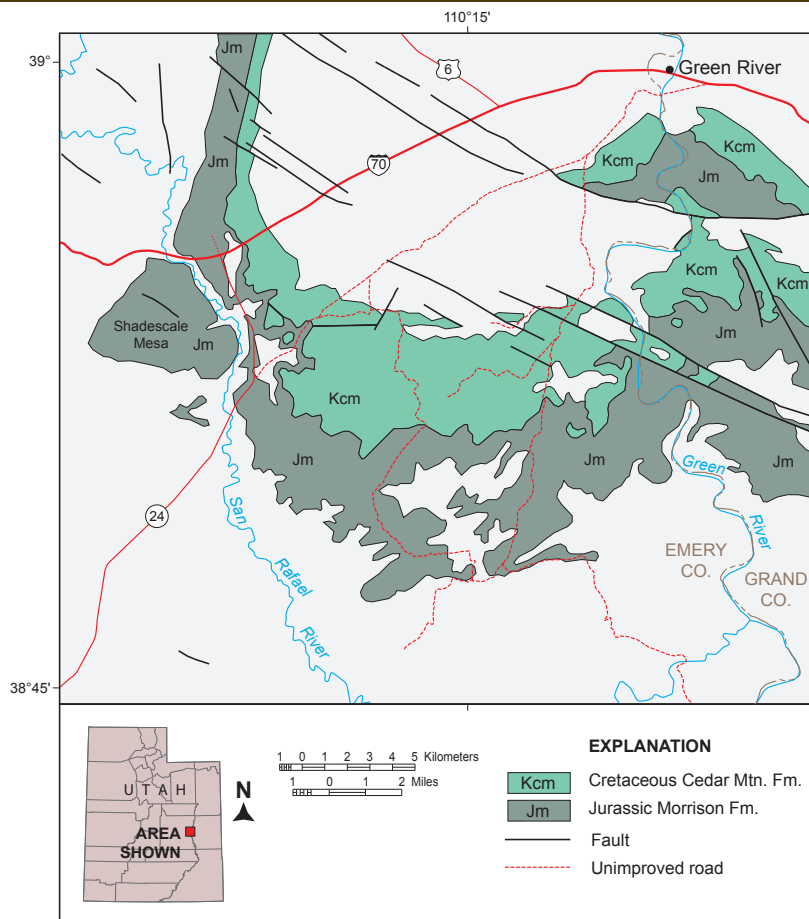 110°15'
39°
Jm
6
Green River
Kcm
Kcm
Jm
Jm
70
Kcm
Kcm
Shadescale
Mesa
Jm
Jm
Kcm
Jm
Jm
Jm
Green
River
24
San
Rafael
River
EMERY
CO.
GRAND
CO.
38°45'
UTAH
AREA
SHOWN
N
1 0 1 2 3 4 5 Kilometers
1 0 1 2 Miles
EXPLANATION
Kcm Cretaceous Cedar Mtn. Fm.
Jm Jurassic Morrison Fm.
Fault
Unimproved road